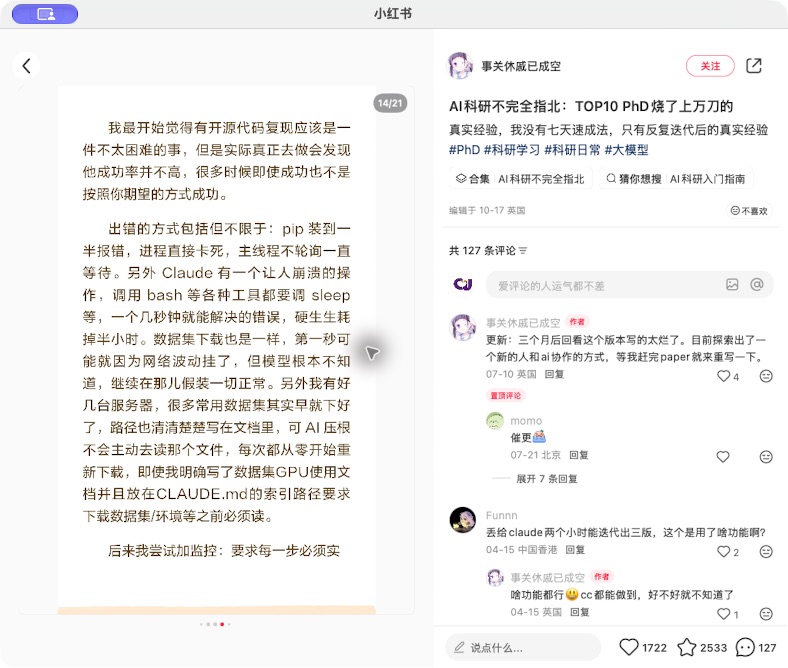 小红书
14/21
我最开始觉得有开源代码复现应该是一
件不太困难的事，但是实际真正去做会发现
他成功率并不高，很多时候即使成功也不是
按照你期望的方式成功。
出错的方式包括但不限于：pip 装到一
半报错，进程直接卡死，主线程不轮询一直
等待。另外 Claude 有一个让人崩溃的操
作，调用 bash 等各种工具都要调 sleep
等，一个几秒钟就能解决的错误，硬生生耗
掉半小时。数据集下载也是一样，第一秒可
能就因为网络波动挂了，但模型根本不知
道，继续在那儿假装一切正常。另外我有好
几台服务器，很多常用数据集其实早就下好
了，路径也清清楚楚写在文档里，可 AI 压根
不会主动去读那个文件，每次都从零开始重
新下载，即使我明确写了数据集GPU使用文
档并且放在CLAUDE.md的索引路径要求
下载数据集/环境等之前必须读。
后来我尝试加监控：要求每一步必须实
事关休戚已成空
关注
AI科研不完全指北：TOP10 PhD烧了上万刀的
真实经验，我没有七天速成法，只有反复迭代后的真实经验
#PhD #科研学习 #科研日常 #大模型
合集 AI科研不完全指北
猜你想搜 AI科研入门指南
编辑于 10-17 英国
不喜欢
共 127 条评论
CJ
爱评论的人运气都不差
事关休戚已成空 作者
更新：三个月后回看这个版本写的太烂了。目前探索出了一
个新的人和ai协作的方式，等我赶完paper就来重写一下。
07-10 英国 回复
4
置顶评论
momo
催更
07-21 北京 回复
展开 7 条回复
Funnn
丢给claude两个小时能迭代出三版，这个是用了啥功能啊？
04-15 中国香港 回复
2
事关休戚已成空 作者
啥功能都行😃cc都能做到，好不好就不知道了
04-15 英国 回复
1
说点什么...
1722
2533
127